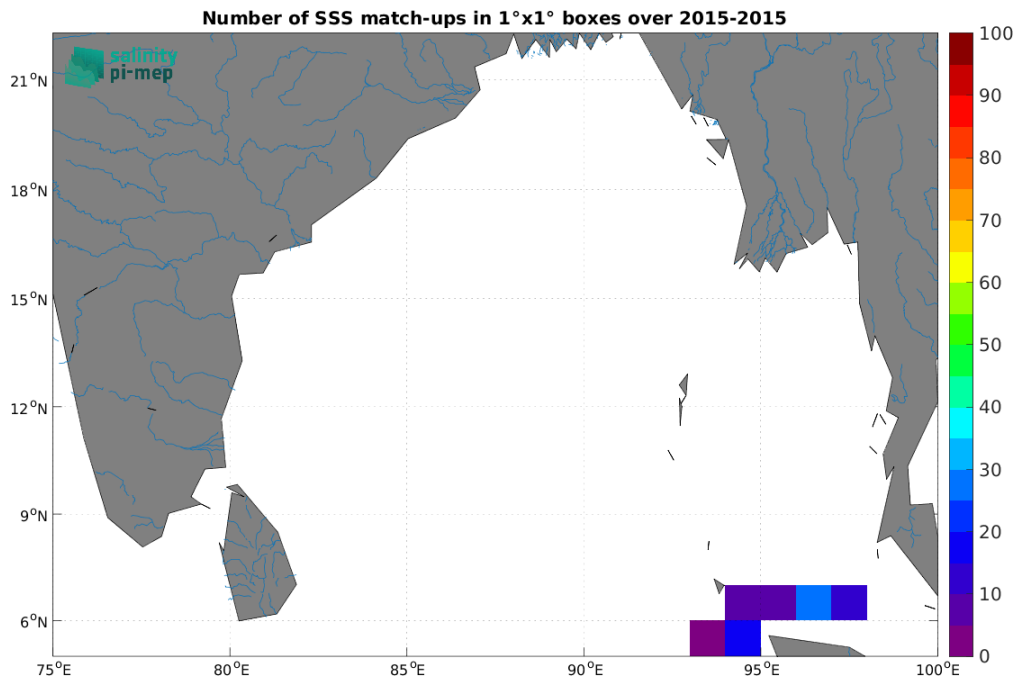 Number of SSS match-ups in 1°x1° boxes over 2015-2015
salinity
pi-mep
21°N
18°N
15°N
12°N
9°N
6°N
75°E
80°E
85°E
90°E
95°E
100°E
100
90
80
70
60
50
40
30
20
10
0